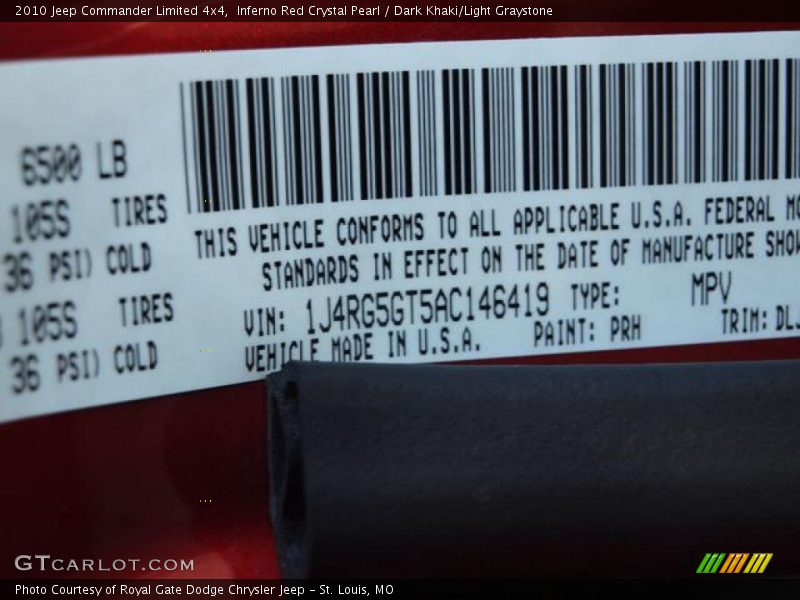 2010 Jeep Commander Limited 4x4, Inferno Red Crystal Pearl / Dark Khaki/Light Graystone
6500 LB
105S TIRES
36 PSI) COLD
105S TIRES
36 PSI) COLD
THIS VEHICLE CONFORMS TO ALL APPLICABLE U.S.A. FEDERAL MO
STANDARDS IN EFFECT ON THE DATE OF MANUFACTURE SHOW
VIN: 1J4RG5GT5AC146419 TYPE: MPV
VEHICLE MADE IN U.S.A. PAINT: PRH TRIM: DL
GTCARLOT.COM
Photo Courtesy of Royal Gate Dodge Chrysler Jeep - St. Louis, MO